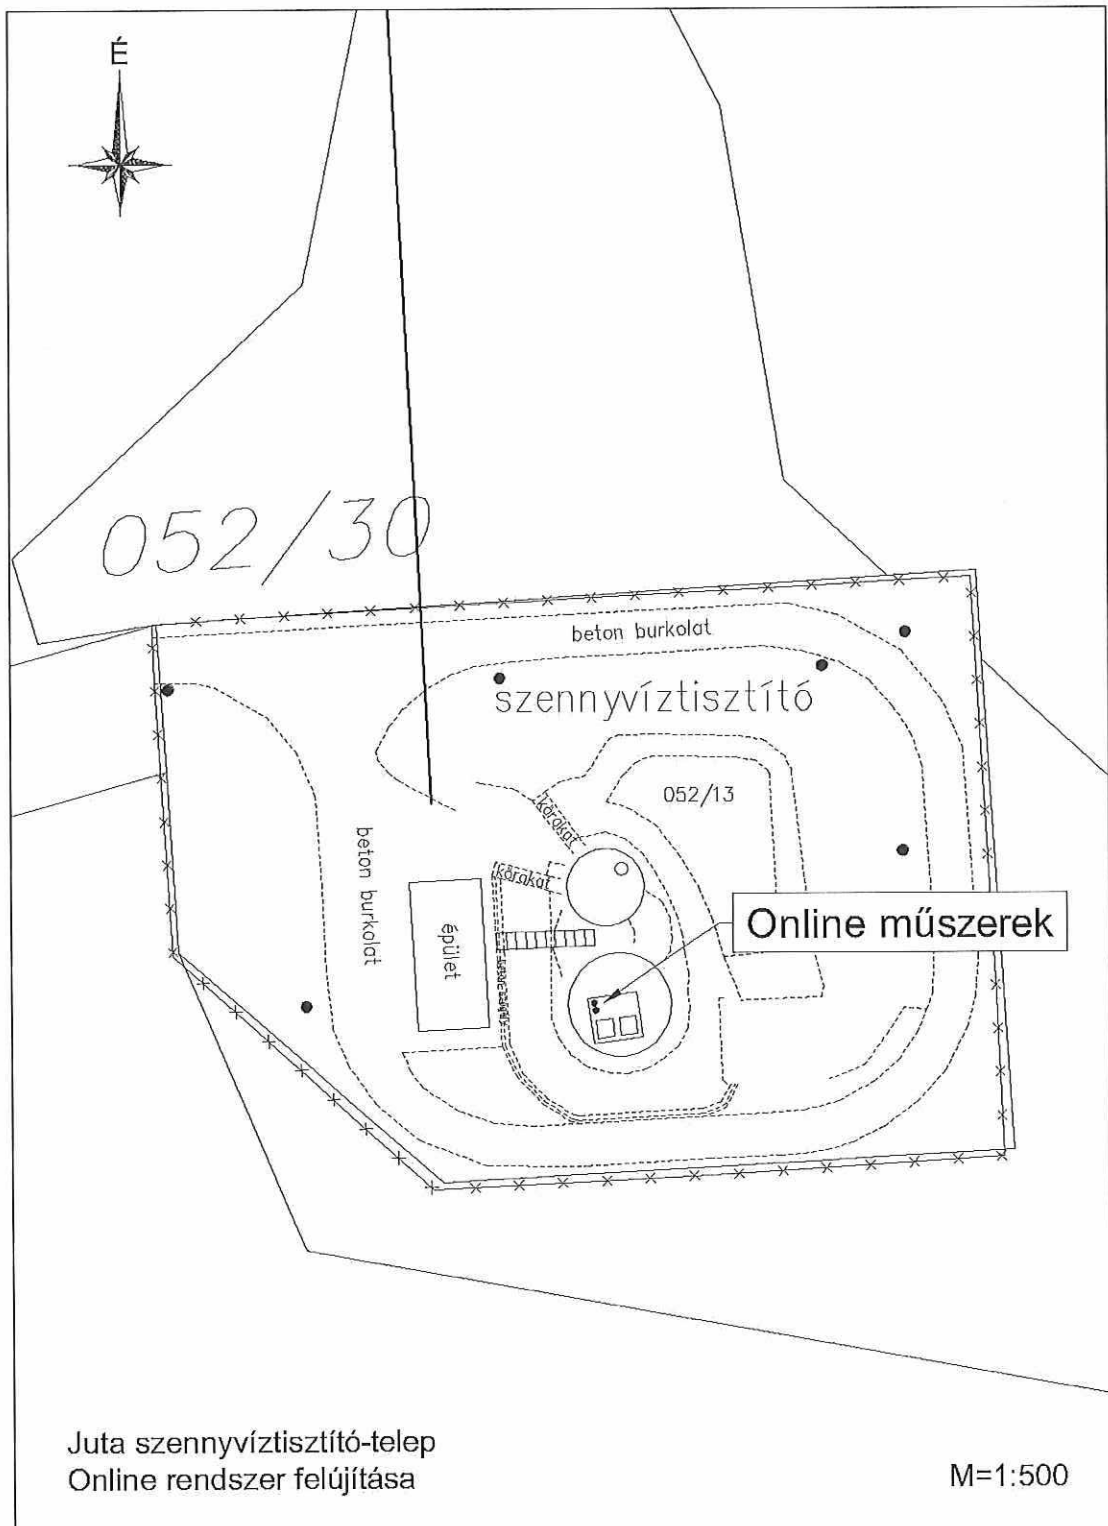 É
052/30
beton burkolat
szennyvíztisztító
052/13
kőrakat
beton burkolat
kőrakat
épület
Online műszerek
Juta szennyvíztisztító-telep
Online rendszer felújítása
M=1:500